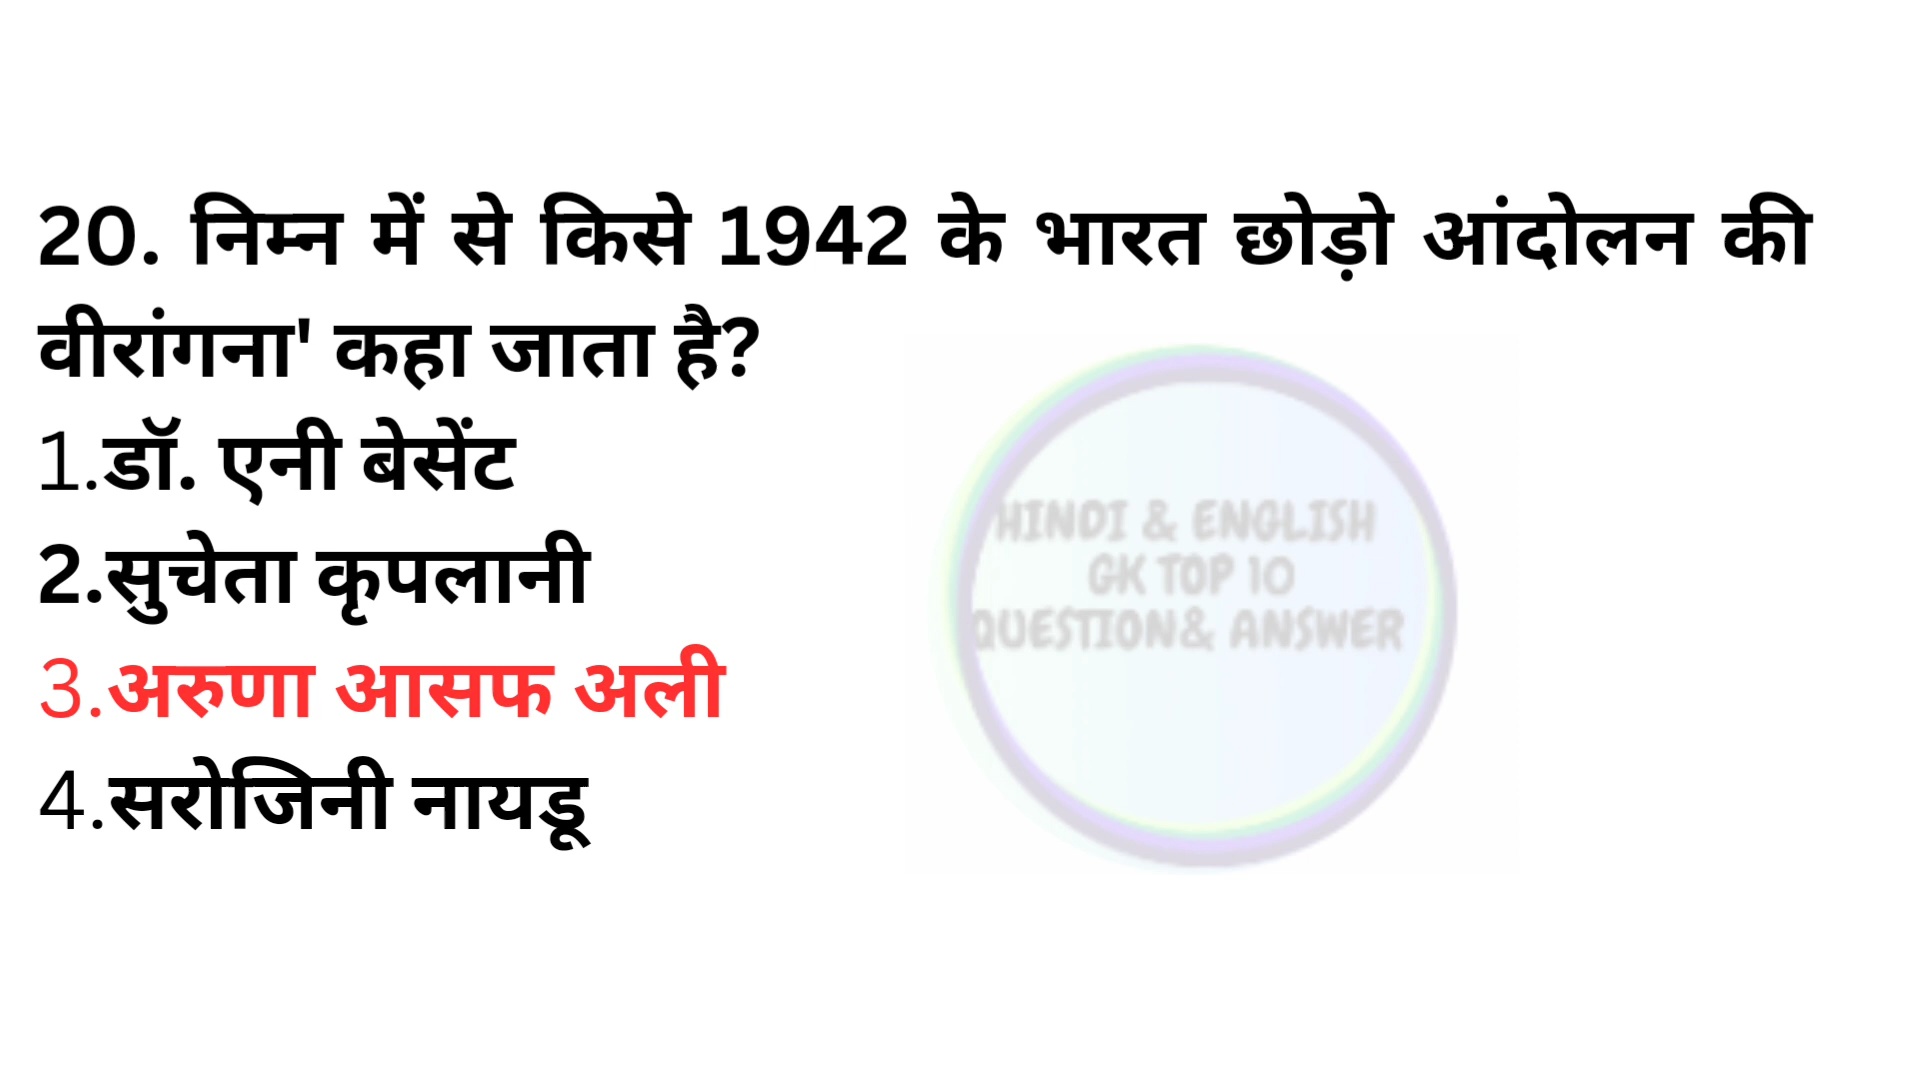 20. निम्न में से किसे 1942 के भारत छोड़ो आंदोलन की
वीरांगना' कहा जाता है?
1.डॉ. एनी बेसेंट
2.सुचेता कृपलानी
3.अरुणा आसफ अली
4.सरोजिनी नायडू
HINDI & ENGLISH
GK TOP 10
QUESTION& ANSWER